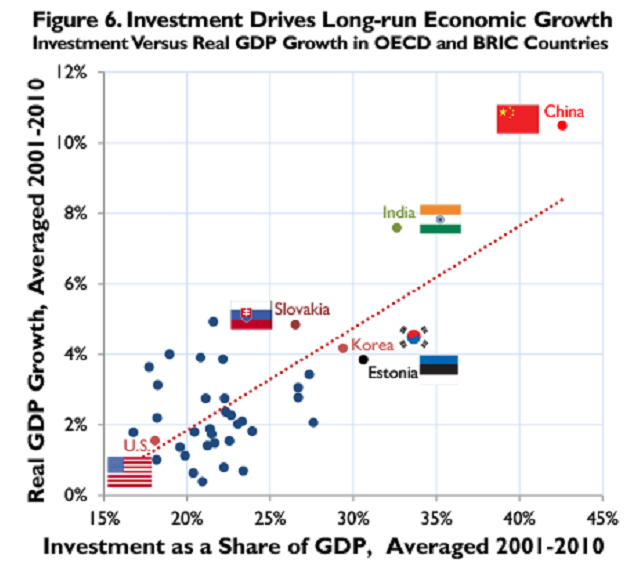 Figure 6. Investment Drives Long-run Economic Growth
Investment Versus Real GDP Growth in OECD and BRIC Countries
Real GDP Growth, Averaged 2001-2010
12%
10%
8%
6%
4%
2%
0%
China
India
Slovakia
Korea
Estonia
U.S.
15%
20%
25%
30%
35%
40%
45%
Investment as a Share of GDP, Averaged 2001-2010